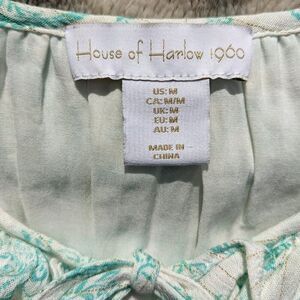 House of Harlow 1960
US: M
CA: M/M
UK: M
EU: M
AU: M
MADE IN
CHINA